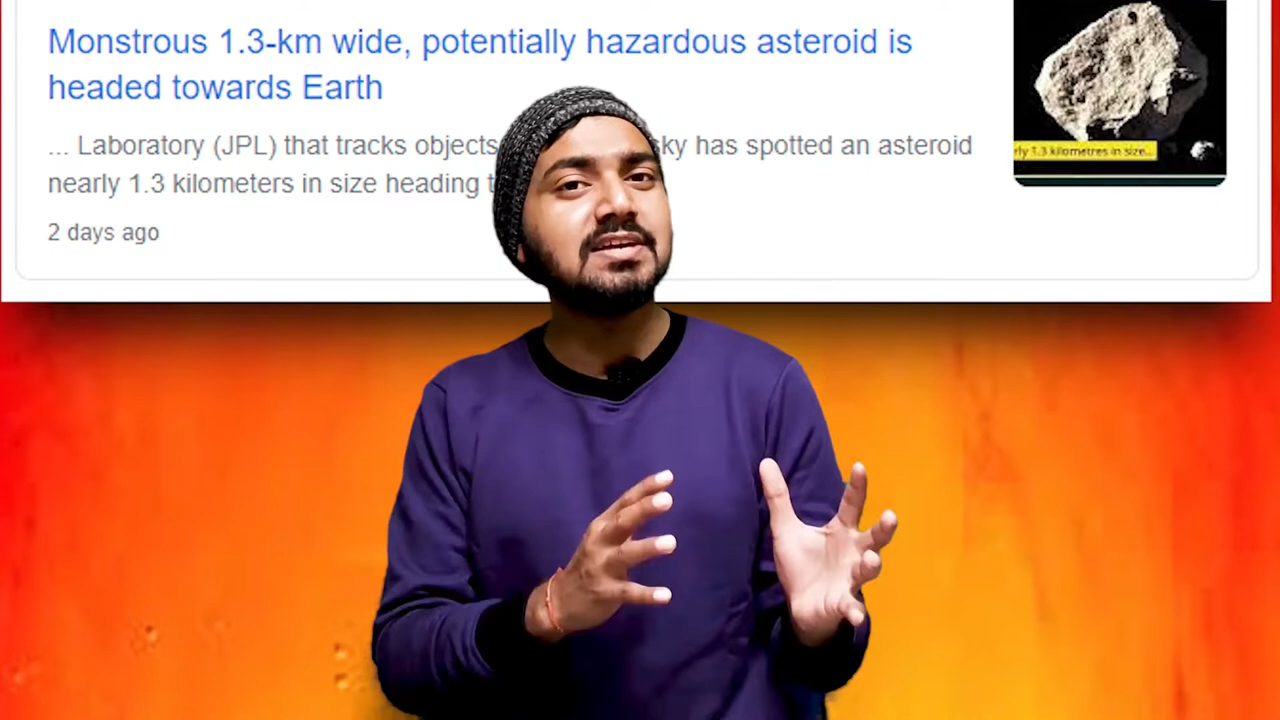 Monstrous 1.3-km wide, potentially hazardous asteroid is
headed towards Earth
... Laboratory (JPL) that tracks objects sky has spotted an asteroid
nearly 1.3 kilometers in size heading
2 days ago
rly 1.3 kilometres in size...